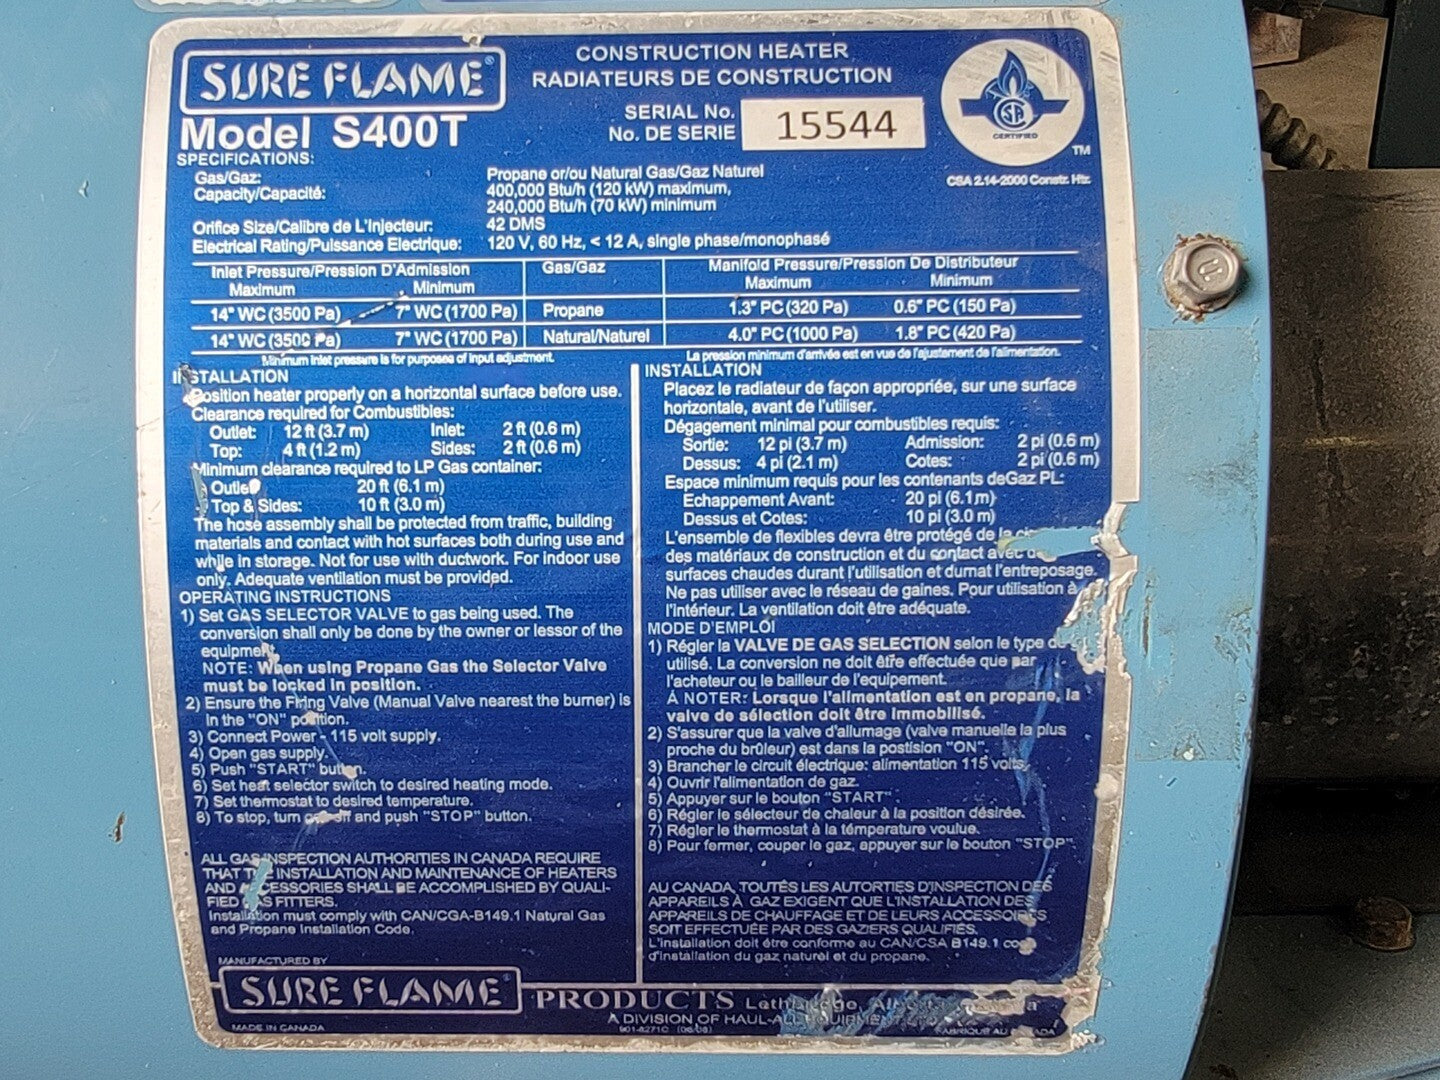 SURE FLAME®
Model S400T
CONSTRUCTION HEATER
RADIATEURS DE CONSTRUCTION
SERIAL No.
No. DE SERIE
15544
CERTIFIED
TM
CSA 2.14-2000 Constr. Htr.
SPECIFICATIONS:
Gas/Gaz: Propane or/ou Natural Gas/Gaz Naturel
Capacity/Capacité: 400,000 Btu/h (120 kW) maximum,
240,000 Btu/h (70 kW) minimum
Orifice Size/Calibre de L'Injecteur: 42 DMS
Electrical Rating/Puissance Electrique: 120 V, 60 Hz, < 12 A, single phase/monophasé
Inlet Pressure/Pression D'Admission Gas/Gaz Manifold Pressure/Pression De Distributeur
Maximum Minimum Maximum Minimum
14" WC (3500 Pa) 7" WC (1700 Pa) Propane 1.3" PC (320 Pa) 0.6" PC (150 Pa)
14" WC (3500 Pa) 7" WC (1700 Pa) Natural/Naturel 4.0" PC (1000 Pa) 1.8" PC (420 Pa)
Minimum inlet pressure is for purposes of input adjustment.
La pression minimum d'arrivée est en vue de l'ajustement de l'alimentation.
INSTALLATION
Position heater properly on a horizontal surface before use.
Clearance required for Combustibles:
Outlet: 12 ft (3.7 m) Inlet: 2 ft (0.6 m)
Top: 4 ft (1.2 m) Sides: 2 ft (0.6 m)
Minimum clearance required to LP Gas container:
Outlet 20 ft (6.1 m)
Top & Sides: 10 ft (3.0 m)
The hose assembly shall be protected from traffic, building
materials and contact with hot surfaces both during use and
while in storage. Not for use with ductwork. For indoor use
only. Adequate ventilation must be provided.
OPERATING INSTRUCTIONS
1) Set GAS SELECTOR VALVE to gas being used. The
conversion shall only be done by the owner or lessor of the
equipment.
NOTE: When using Propane Gas the Selector Valve
must be locked in position.
2) Ensure the Firing Valve (Manual Valve nearest the burner) is
in the "ON" position.
3) Connect Power - 115 volt supply.
4) Open gas supply.
5) Push "START" button.
6) Set heat selector switch to desired heating mode.
7) Set thermostat to desired temperature.
8) To stop, turn gas off and push "STOP" button.
ALL GAS INSPECTION AUTHORITIES IN CANADA REQUIRE
THAT THE INSTALLATION AND MAINTENANCE OF HEATERS
AND ACCESSORIES SHALL BE ACCOMPLISHED BY QUALI-
FIED GAS FITTERS.
Installation must comply with CAN/CGA-B149.1 Natural Gas
and Propane Installation Code.
INSTALLATION
Placez le radiateur de façon appropriée, sur une surface
horizontale, avant de l'utiliser.
Dégagement minimal pour combustibles requis:
Sortie: 12 pi (3.7 m) Admission: 2 pi (0.6 m)
Dessus: 4 pi (2.1 m) Cotes: 2 pi (0.6 m)
Espace minimum requis pour les contenants deGaz PL:
Echappement Avant: 20 pi (6.1m)
Dessus et Cotes: 10 pi (3.0 m)
L'ensemble de flexibles devra être protégé de la
des matériaux de construction et du contact avec
surfaces chaudes durant l'utilisation et durnat l'entreposage.
Ne pas utiliser avec le réseau de gaines. Pour utilisation à
l'intérieur. La ventilation doit être adéquate.
MODE D'EMPLOI
1) Régler la VALVE DE GAS SELECTION selon le type
utilisé. La conversion ne doit être effectuée que par
l'acheteur ou le bailleur de l'equipement.
Á NOTER: Lorsque l'alimentation est en propane, la
valve de sélection doit être immobilisé.
2) S'assurer que la valve d'allumage (valve manuelle la plus
proche du brûleur) est dans la postision "ON".
3) Brancher le circuit électrique: alimentation 115 volts.
4) Ouvrir l'alimentation de gaz.
5) Appuyer sur le bouton "START".
6) Régler le sélecteur de chaleur à la position désirée.
7) Régler le thermostat à la témperature voulue.
8) Pour fermer, couper le gaz, appuyer sur le bouton "STOP".
AU CANADA, TOUTES LES AUTORTIES D'INSPECTION DES
APPAREILS À GAZ EXIGENT QUE L'INSTALLATION DES
APPAREILS DE CHAUFFAGE ET DE LEURS ACCESSOIRES
SOIT EFFECTUÉE PAR DES GAZIERS QUALIFIÉS.
L'installation doit être conforme au CAN/CSA B149.1
d'installation du gaz naturel et du propane.
MANUFACTURED BY
SURE FLAME® PRODUCTS Lethbridge,
A DIVISION OF HAUL-ALL EQUIPMENT
MADE IN CANADA
901-8271C (06/08)
FABRIQUÉ AU CANADA